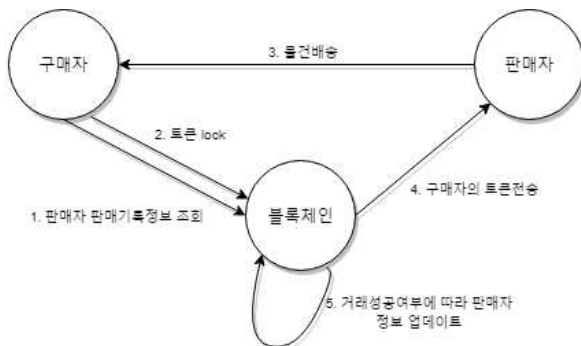 구매자
3. 물건배송
판매자
2. 토큰 lock
1. 판매자 판매기록정보 조회
블록체인
4. 구매자의 토큰전송
5. 거래성공여부에 따라 판매자
정보 업데이트